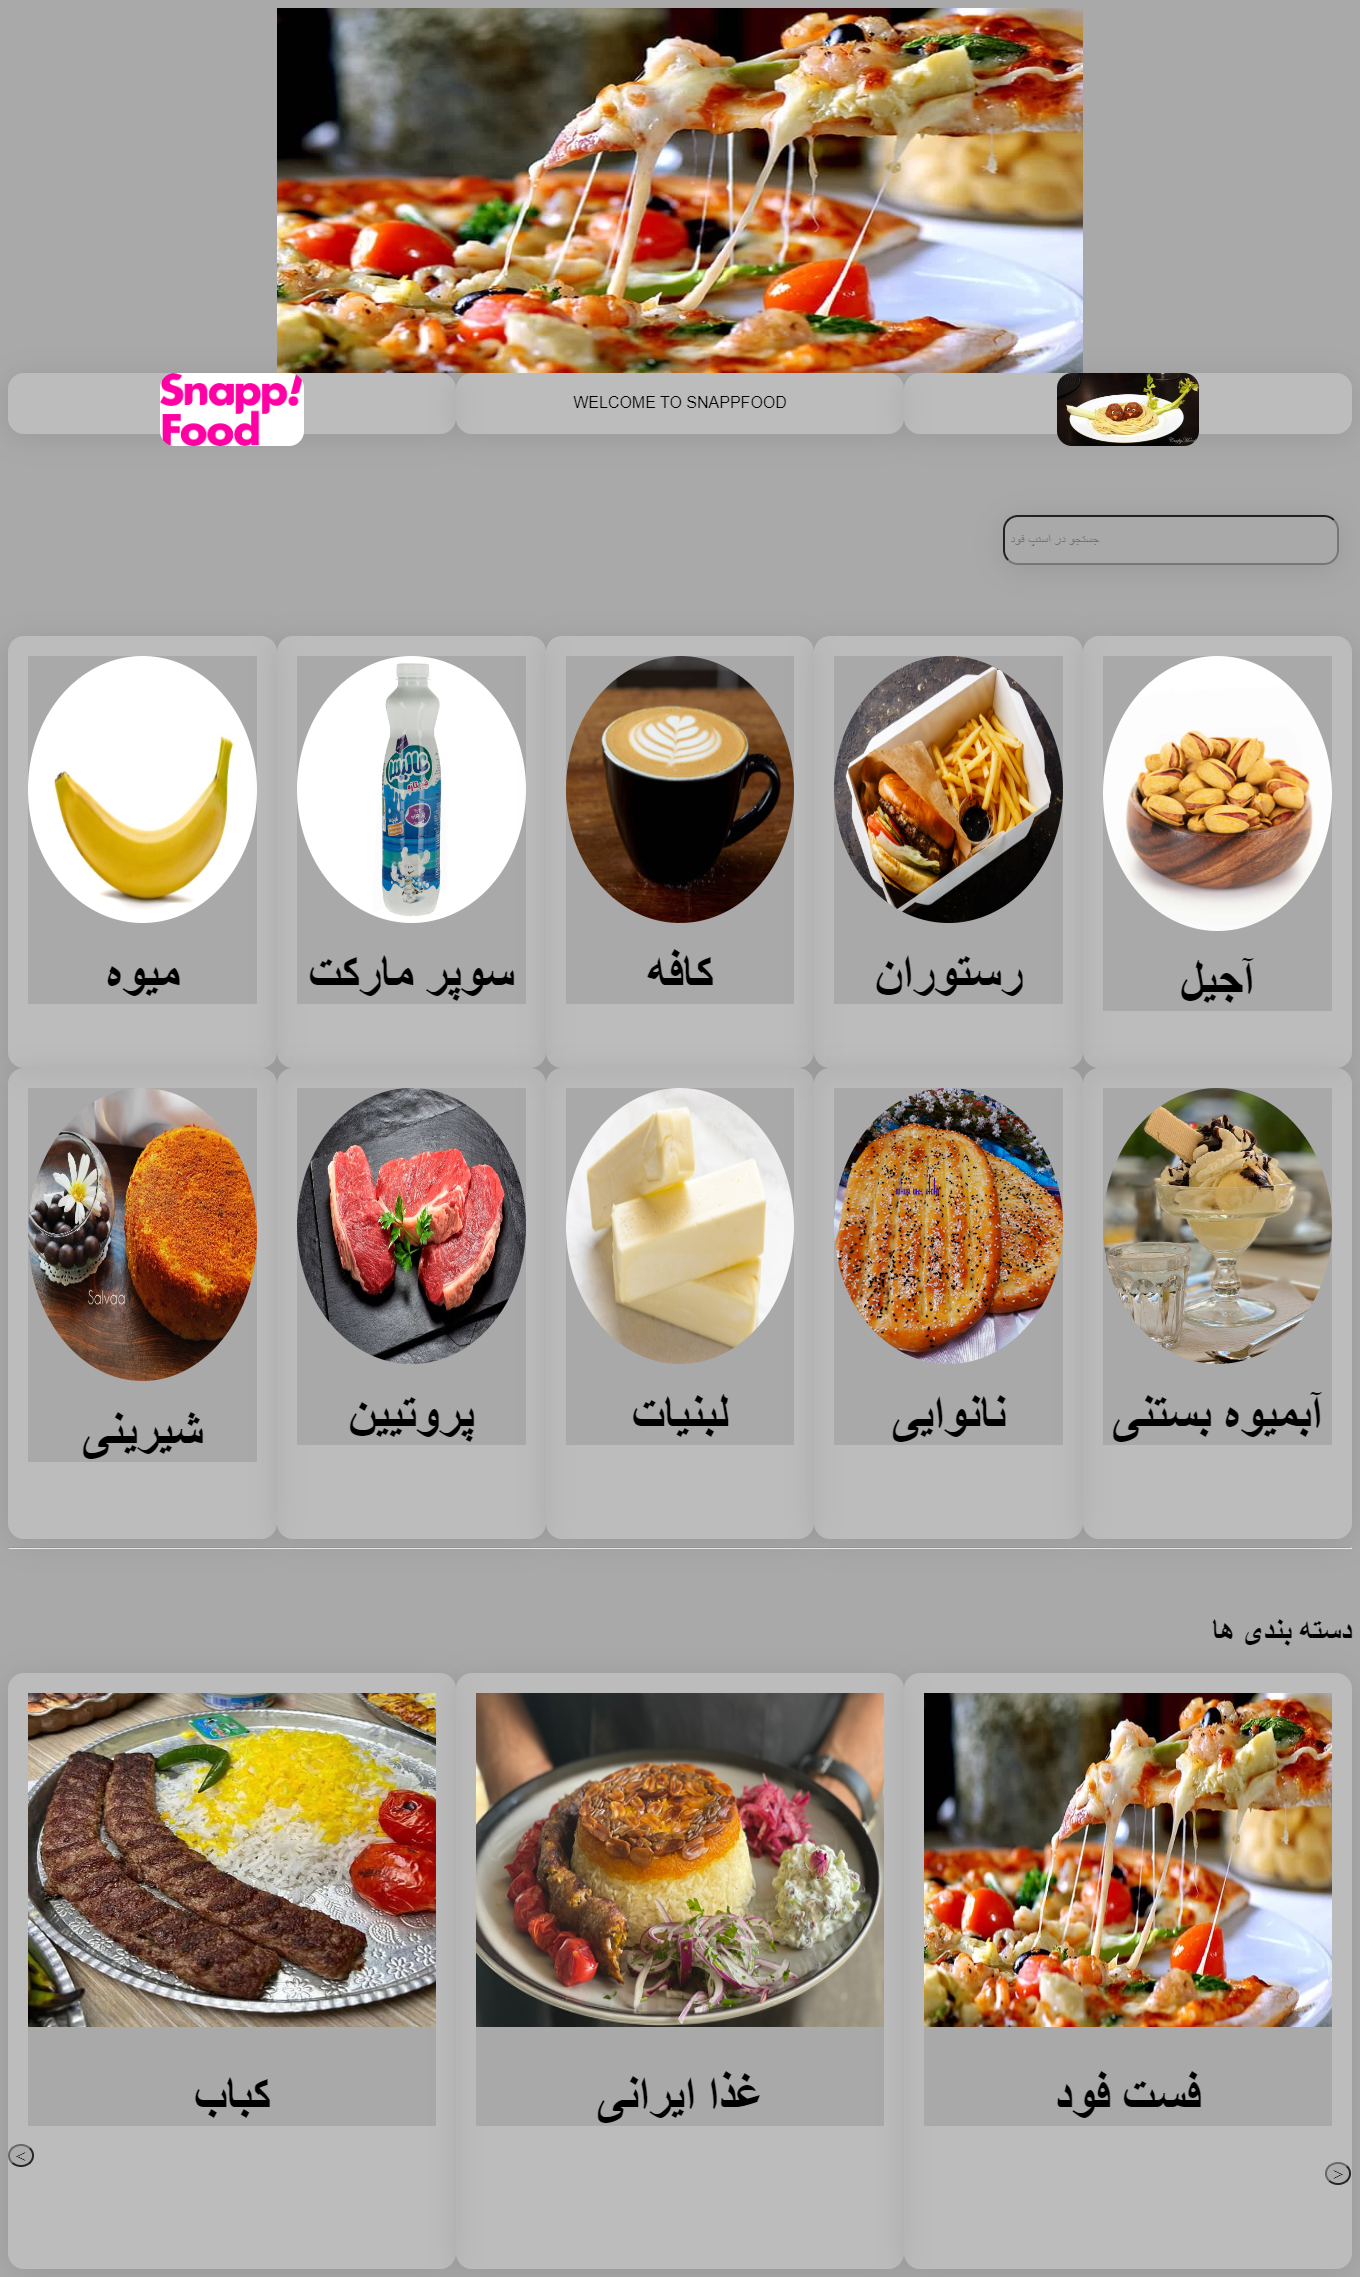 Snapp!
Food
WELCOME TO SNAPPFOOD
جستجو در اسنپ فود
آجیل
رستوران
کافه
سوپر مارکت
میوه
عالیس
آبمیوه بستنی
نانوایی
لبنیات
پروتیین
شیرینی
Salvaa
دسته بندی ها
فست فود
غذا ایرانی
کباب
<
>